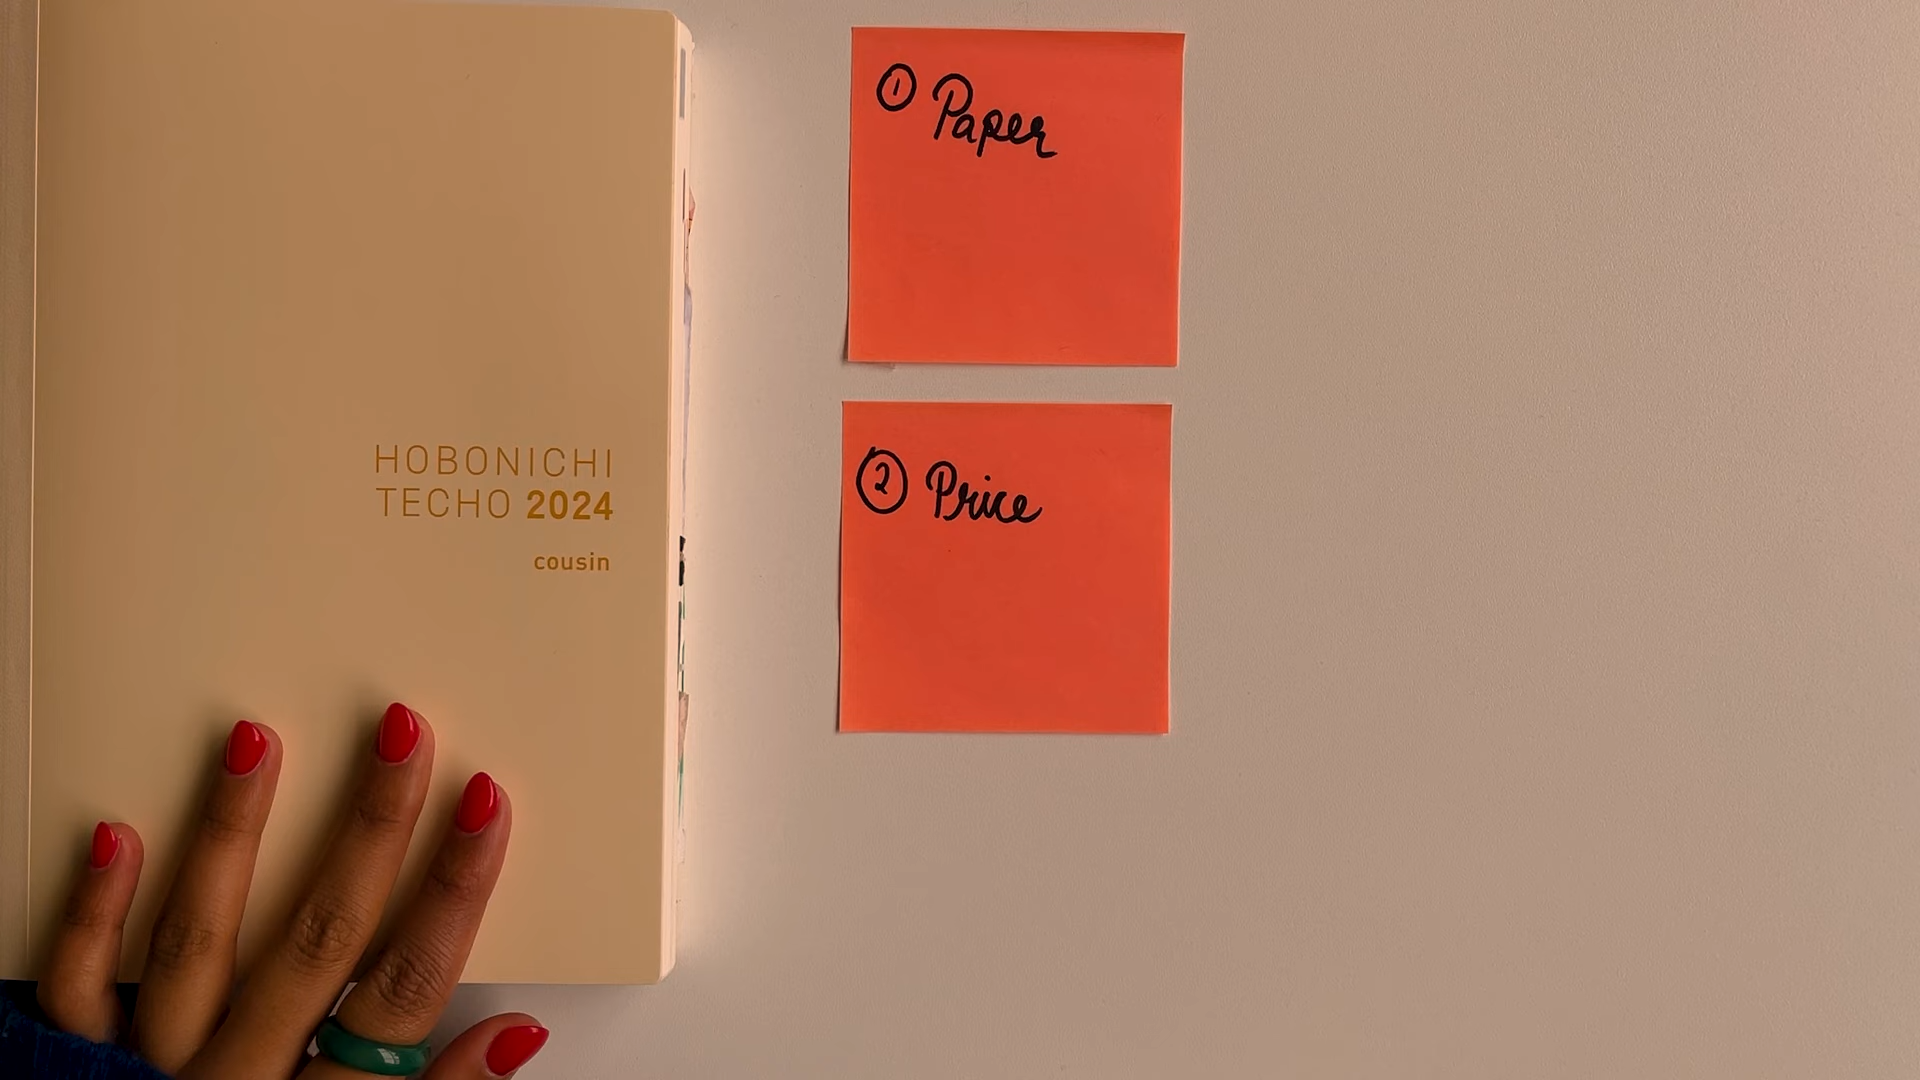 HOBONICHI
TECHO 2024
cousin
① Paper
② Price